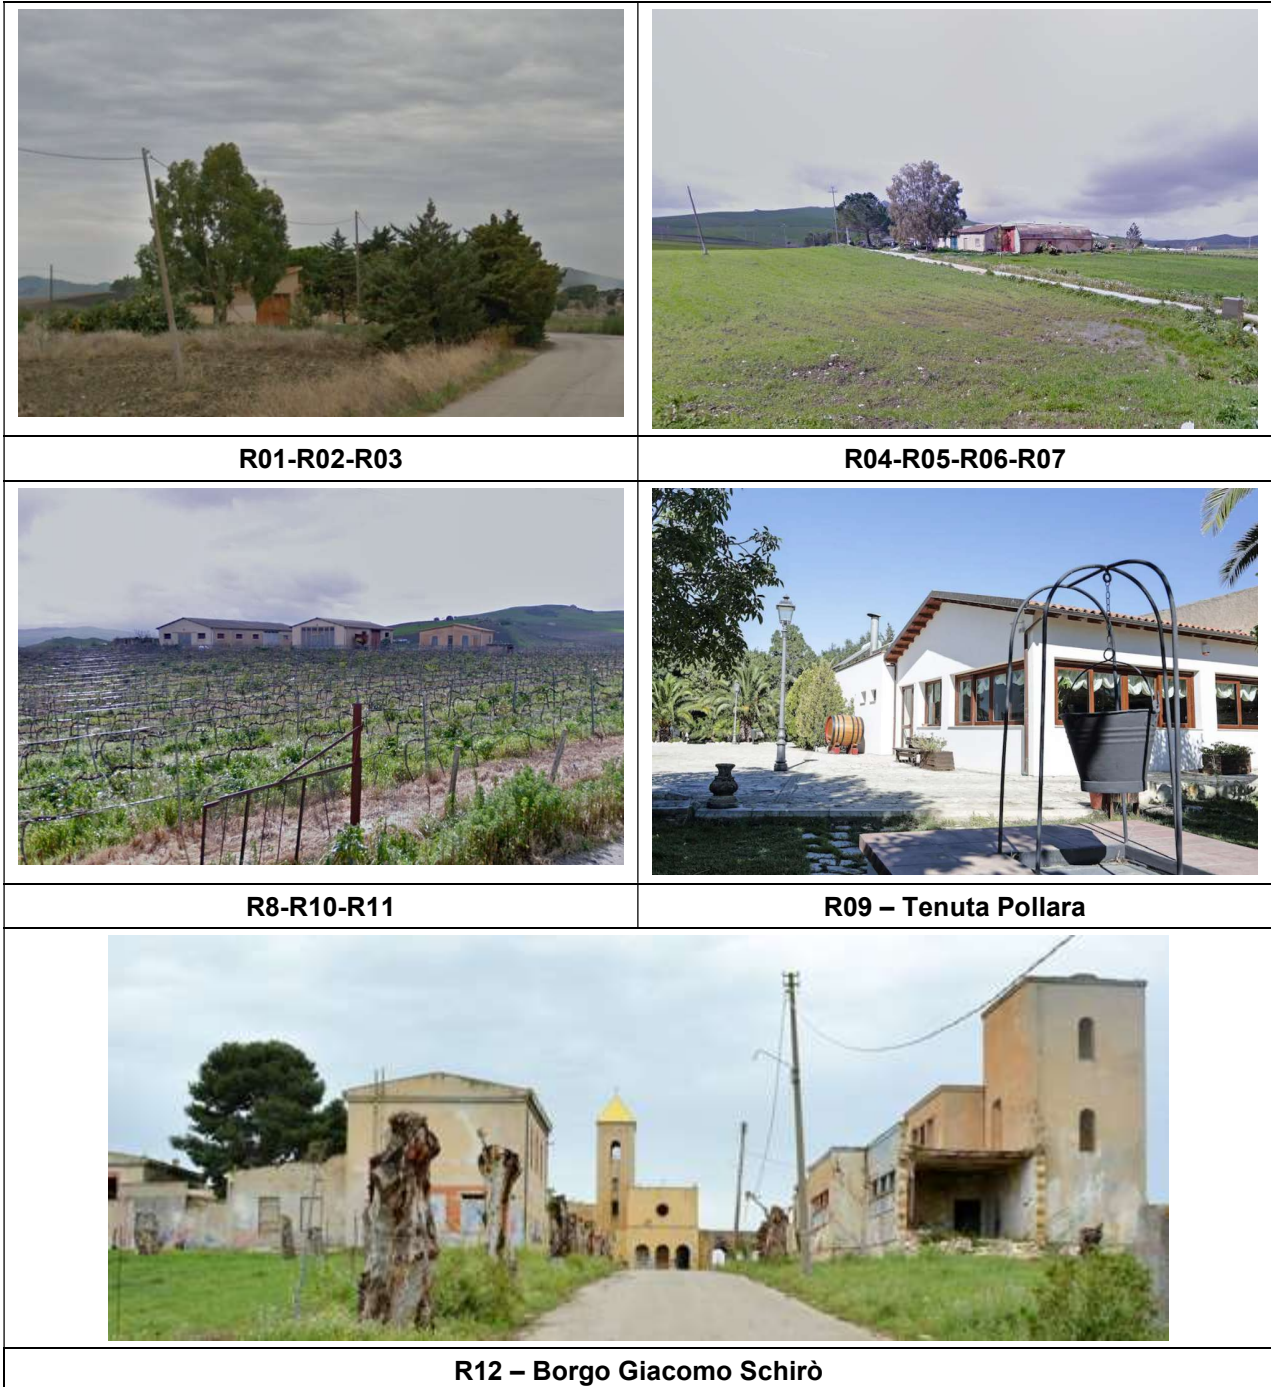 R01-R02-R03
R04-R05-R06-R07
R8-R10-R11
R09 – Tenuta Pollara
R12 – Borgo Giacomo Schirò